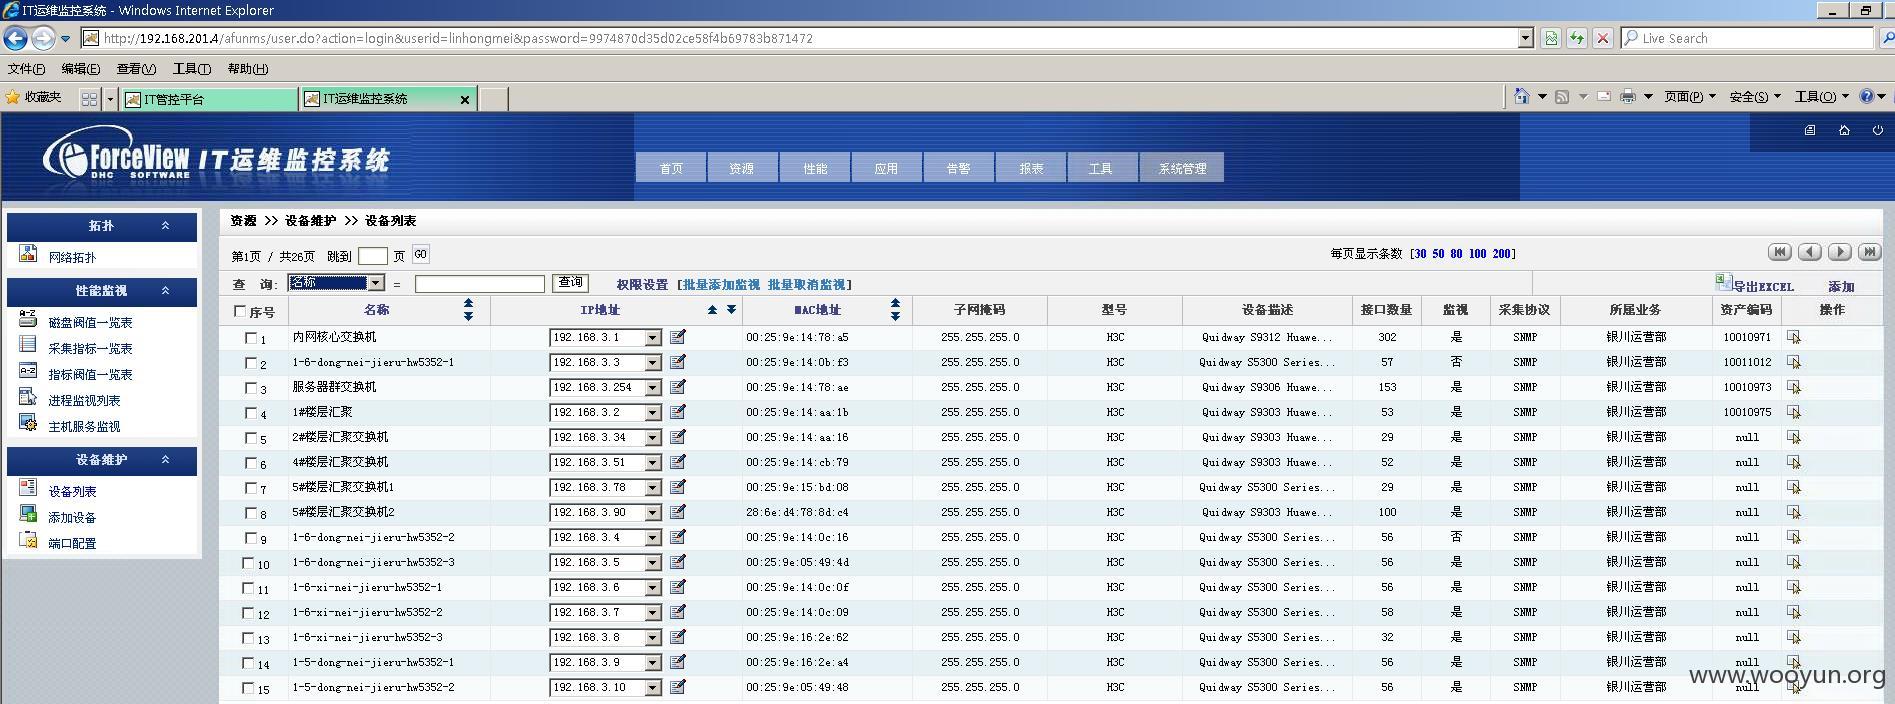 IT运维监控系统 - Windows Internet Explorer
http://192.168.201.4/afunms/user.do?action=login&userid=linhongmei&password=9974870d35d02ce58f4b69783b871472
Live Search
文件(F) 编辑(E) 查看(V) 工具(T) 帮助(H)
收藏夹 IT管控平台 IT运维监控系统 页面(P) 安全(S) 工具(O)
ForceView IT运维监控系统
DHC SOFTWARE
首页 资源 性能 应用 告警 报表 工具 系统管理
拓扑
网络拓扑
性能监视
磁盘阀值一览表
采集指标一览表
指标阀值一览表
进程监视列表
主机服务监视
设备维护
设备列表
添加设备
端口配置
资源 >> 设备维护 >> 设备列表
第1页 / 共26页 跳到 页 GO 每页显示条数 [30 50 80 100 200]
查 询: 名称 = 查询 权限设置 [批量添加监视 批量取消监视] 导出EXCEL 添加
序号 名称 IP地址 MAC地址 子网掩码 型号 设备描述 接口数量 监视 采集协议 所属业务 资产编码 操作
1 内网核心交换机 192.168.3.1 00:25:9e:14:78:a5 255.255.255.0 H3C Quidway S9312 Huawe... 302 是 SNMP 银川运营部 10010971
2 1-6-dong-nei-jieru-hw5352-1 192.168.3.3 00:25:9e:14:0b:f3 255.255.255.0 H3C Quidway S5300 Series... 57 否 SNMP 银川运营部 10011012
3 服务器群交换机 192.168.3.254 00:25:9e:14:78:ae 255.255.255.0 H3C Quidway S9306 Huawe... 153 是 SNMP 银川运营部 10010973
4 1#楼层汇聚 192.168.3.2 00:25:9e:14:aa:1b 255.255.255.0 H3C Quidway S9303 Huawe... 53 是 SNMP 银川运营部 10010975
5 2#楼层汇聚交换机 192.168.3.34 00:25:9e:14:aa:16 255.255.255.0 H3C Quidway S9303 Huawe... 29 是 SNMP 银川运营部 null
6 4#楼层汇聚交换机 192.168.3.51 00:25:9e:14:cb:79 255.255.255.0 H3C Quidway S9303 Huawe... 52 是 SNMP 银川运营部 null
7 5#楼层汇聚交换机1 192.168.3.78 00:25:9e:15:bd:08 255.255.255.0 H3C Quidway S5300 Series... 29 是 SNMP 银川运营部 null
8 5#楼层汇聚交换机2 192.168.3.90 28:6e:d4:78:8d:c4 255.255.255.0 H3C Quidway S9303 Huawe... 100 是 SNMP 银川运营部 null
9 1-6-dong-nei-jieru-hw5352-2 192.168.3.4 00:25:9e:14:0c:16 255.255.255.0 H3C Quidway S5300 Series... 56 否 SNMP 银川运营部 null
10 1-6-dong-nei-jieru-hw5352-3 192.168.3.5 00:25:9e:05:49:4d 255.255.255.0 H3C Quidway S5300 Series... 56 是 SNMP 银川运营部 null
11 1-6-xi-nei-jieru-hw5352-1 192.168.3.6 00:25:9e:14:0c:0f 255.255.255.0 H3C Quidway S5300 Series... 56 是 SNMP 银川运营部 null
12 1-6-xi-nei-jieru-hw5352-2 192.168.3.7 00:25:9e:14:0c:09 255.255.255.0 H3C Quidway S5300 Series... 58 是 SNMP 银川运营部 null
13 1-6-xi-nei-jieru-hw5352-3 192.168.3.8 00:25:9e:16:2e:62 255.255.255.0 H3C Quidway S5300 Series... 32 是 SNMP 银川运营部 null
14 1-5-dong-nei-jieru-hw5352-1 192.168.3.9 00:25:9e:16:2e:a4 255.255.255.0 H3C Quidway S5300 Series... 56 是 SNMP 银川运营部 null
15 1-5-dong-nei-jieru-hw5352-2 192.168.3.10 00:25:9e:05:49:48 255.255.255.0 H3C Quidway S5300 Series... 56 是 SNMP 银川运营部 null
www.wooyun.org